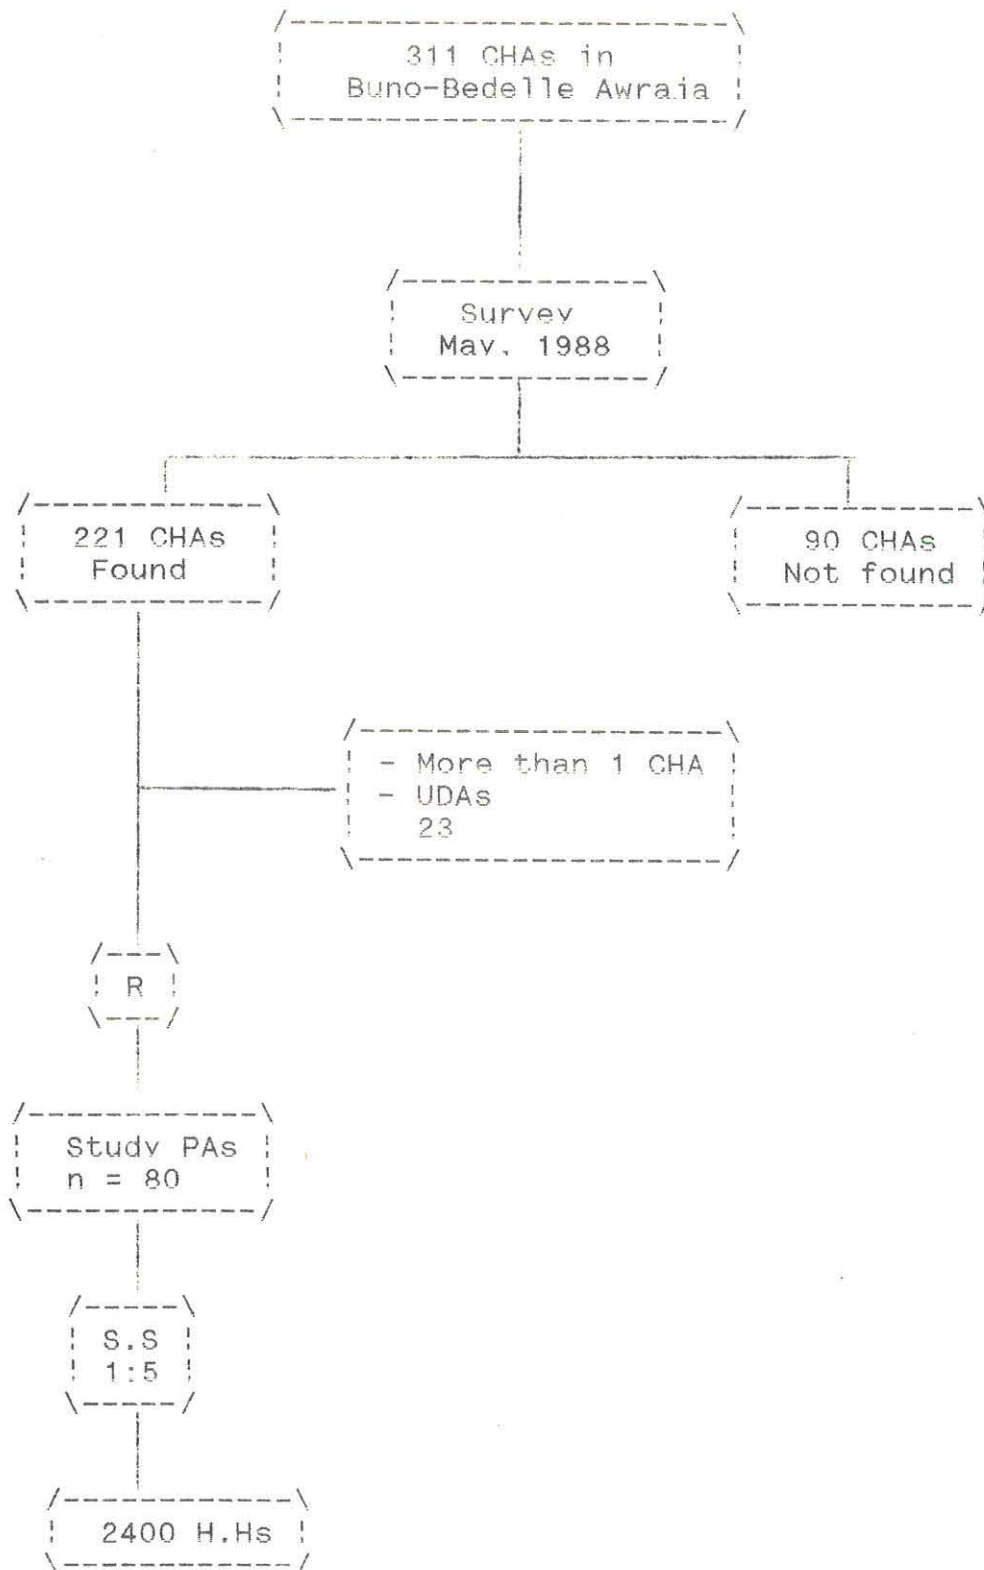 311 CHAs in
Buno-Bedelle Awraia
Survey
May, 1988
221 CHAs
Found
90 CHAs
Not found
- More than 1 CHA
- UDAs
23
R
Study PAs
n = 80
S.S
1:5
2400 H.Hs